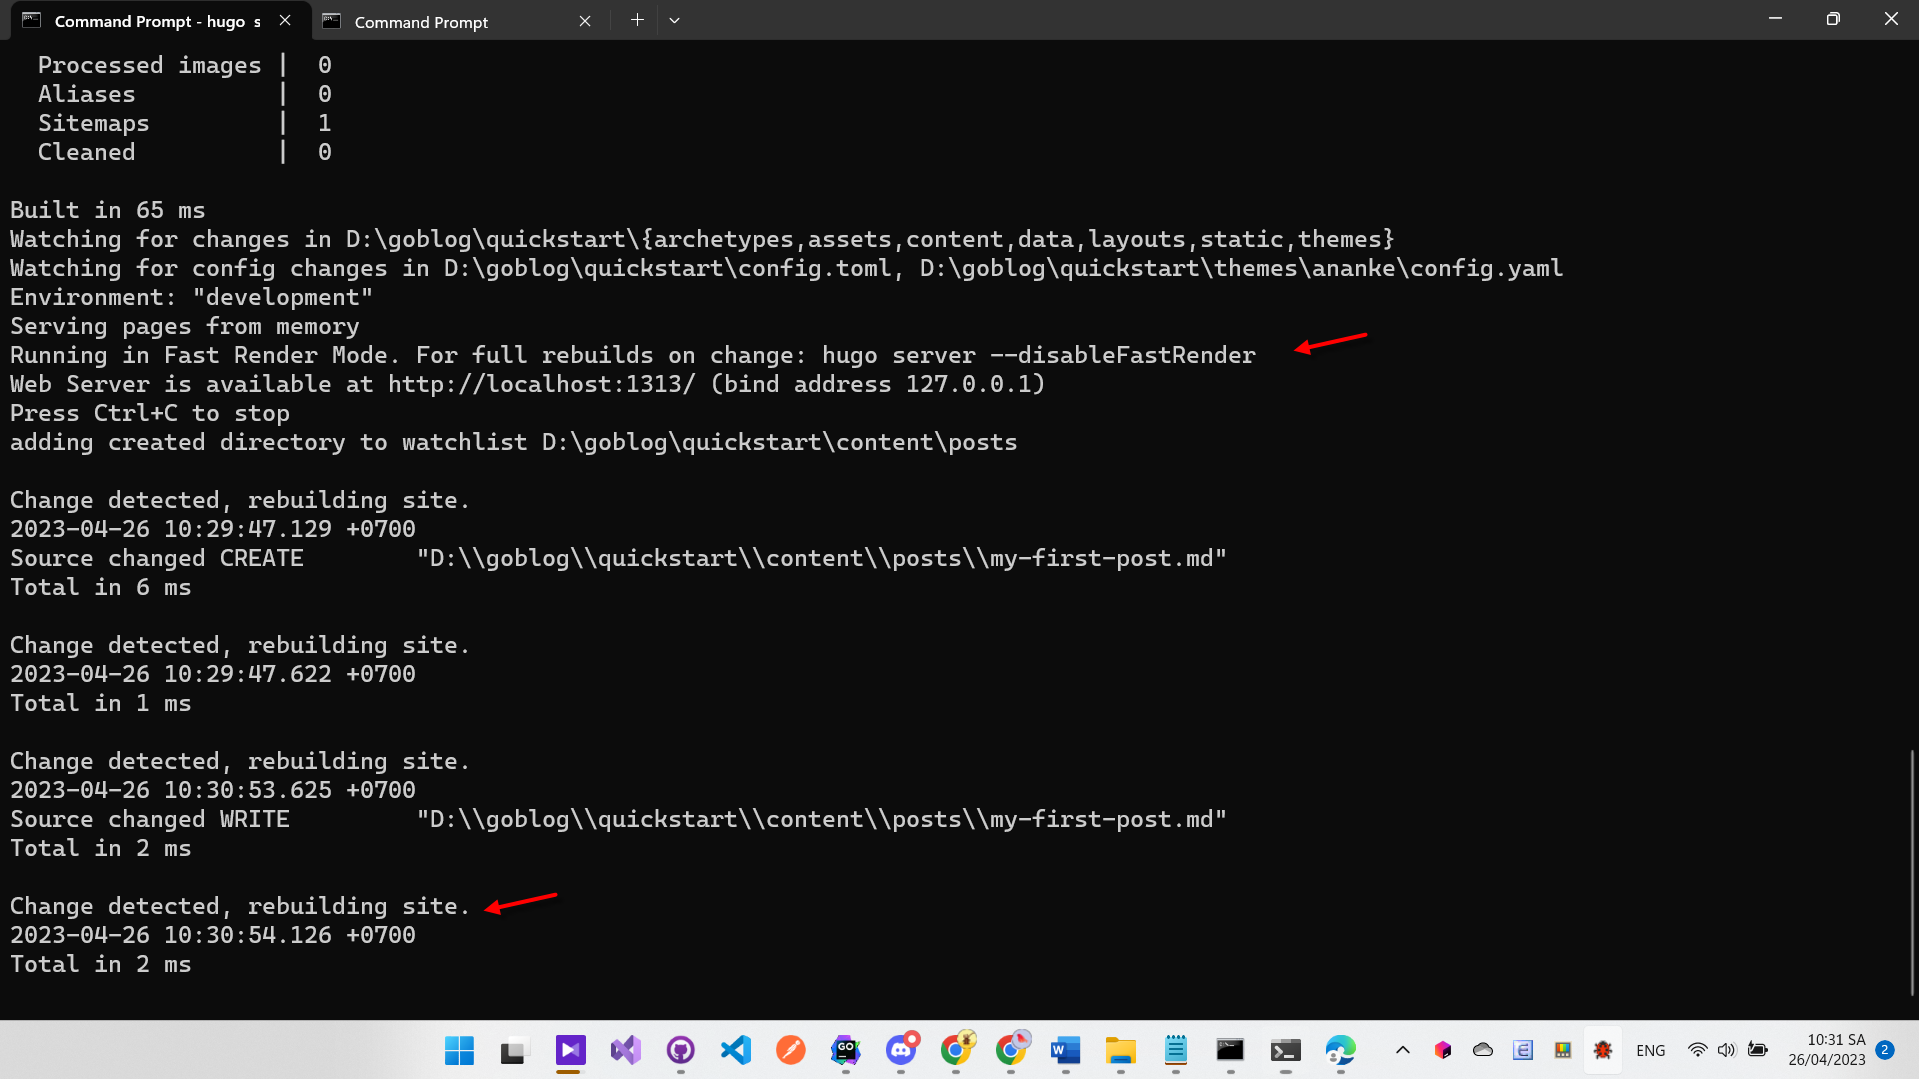 Command Prompt - hugo s
Command Prompt
Processed images |  0
Aliases          |  0
Sitemaps         |  1
Cleaned          |  0
Built in 65 ms
Watching for changes in D:\goblog\quickstart\{archetypes,assets,content,data,layouts,static,themes}
Watching for config changes in D:\goblog\quickstart\config.toml, D:\goblog\quickstart\themes\ananke\config.yaml
Environment: "development"
Serving pages from memory
Running in Fast Render Mode. For full rebuilds on change: hugo server --disableFastRender
Web Server is available at http://localhost:1313/ (bind address 127.0.0.1)
Press Ctrl+C to stop
adding created directory to watchlist D:\goblog\quickstart\content\posts
Change detected, rebuilding site.
2023-04-26 10:29:47.129 +0700
Source changed CREATE        "D:\\goblog\\quickstart\\content\\posts\\my-first-post.md"
Total in 6 ms
Change detected, rebuilding site.
2023-04-26 10:29:47.622 +0700
Total in 1 ms
Change detected, rebuilding site.
2023-04-26 10:30:53.625 +0700
Source changed WRITE         "D:\\goblog\\quickstart\\content\\posts\\my-first-post.md"
Total in 2 ms
Change detected, rebuilding site.
2023-04-26 10:30:54.126 +0700
Total in 2 ms
GO
W
ENG
10:31 SA
26/04/2023
2